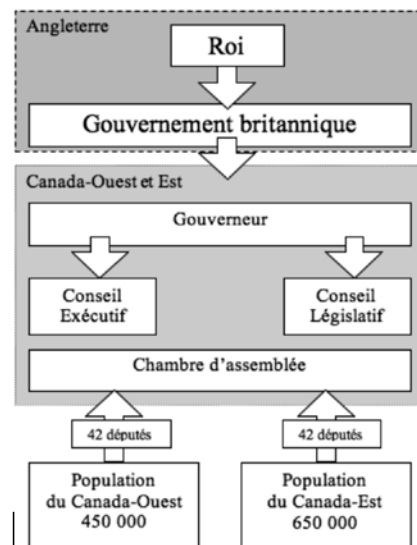 Angleterre
Roi
Gouvernement britannique
Canada-Ouest et Est
Gouverneur
Conseil
Exécutif
Conseil
Législatif
Chambre d'assemblée
42 députés
42 députés
Population
du Canada-Ouest
450 000
Population
du Canada-Est
650 000